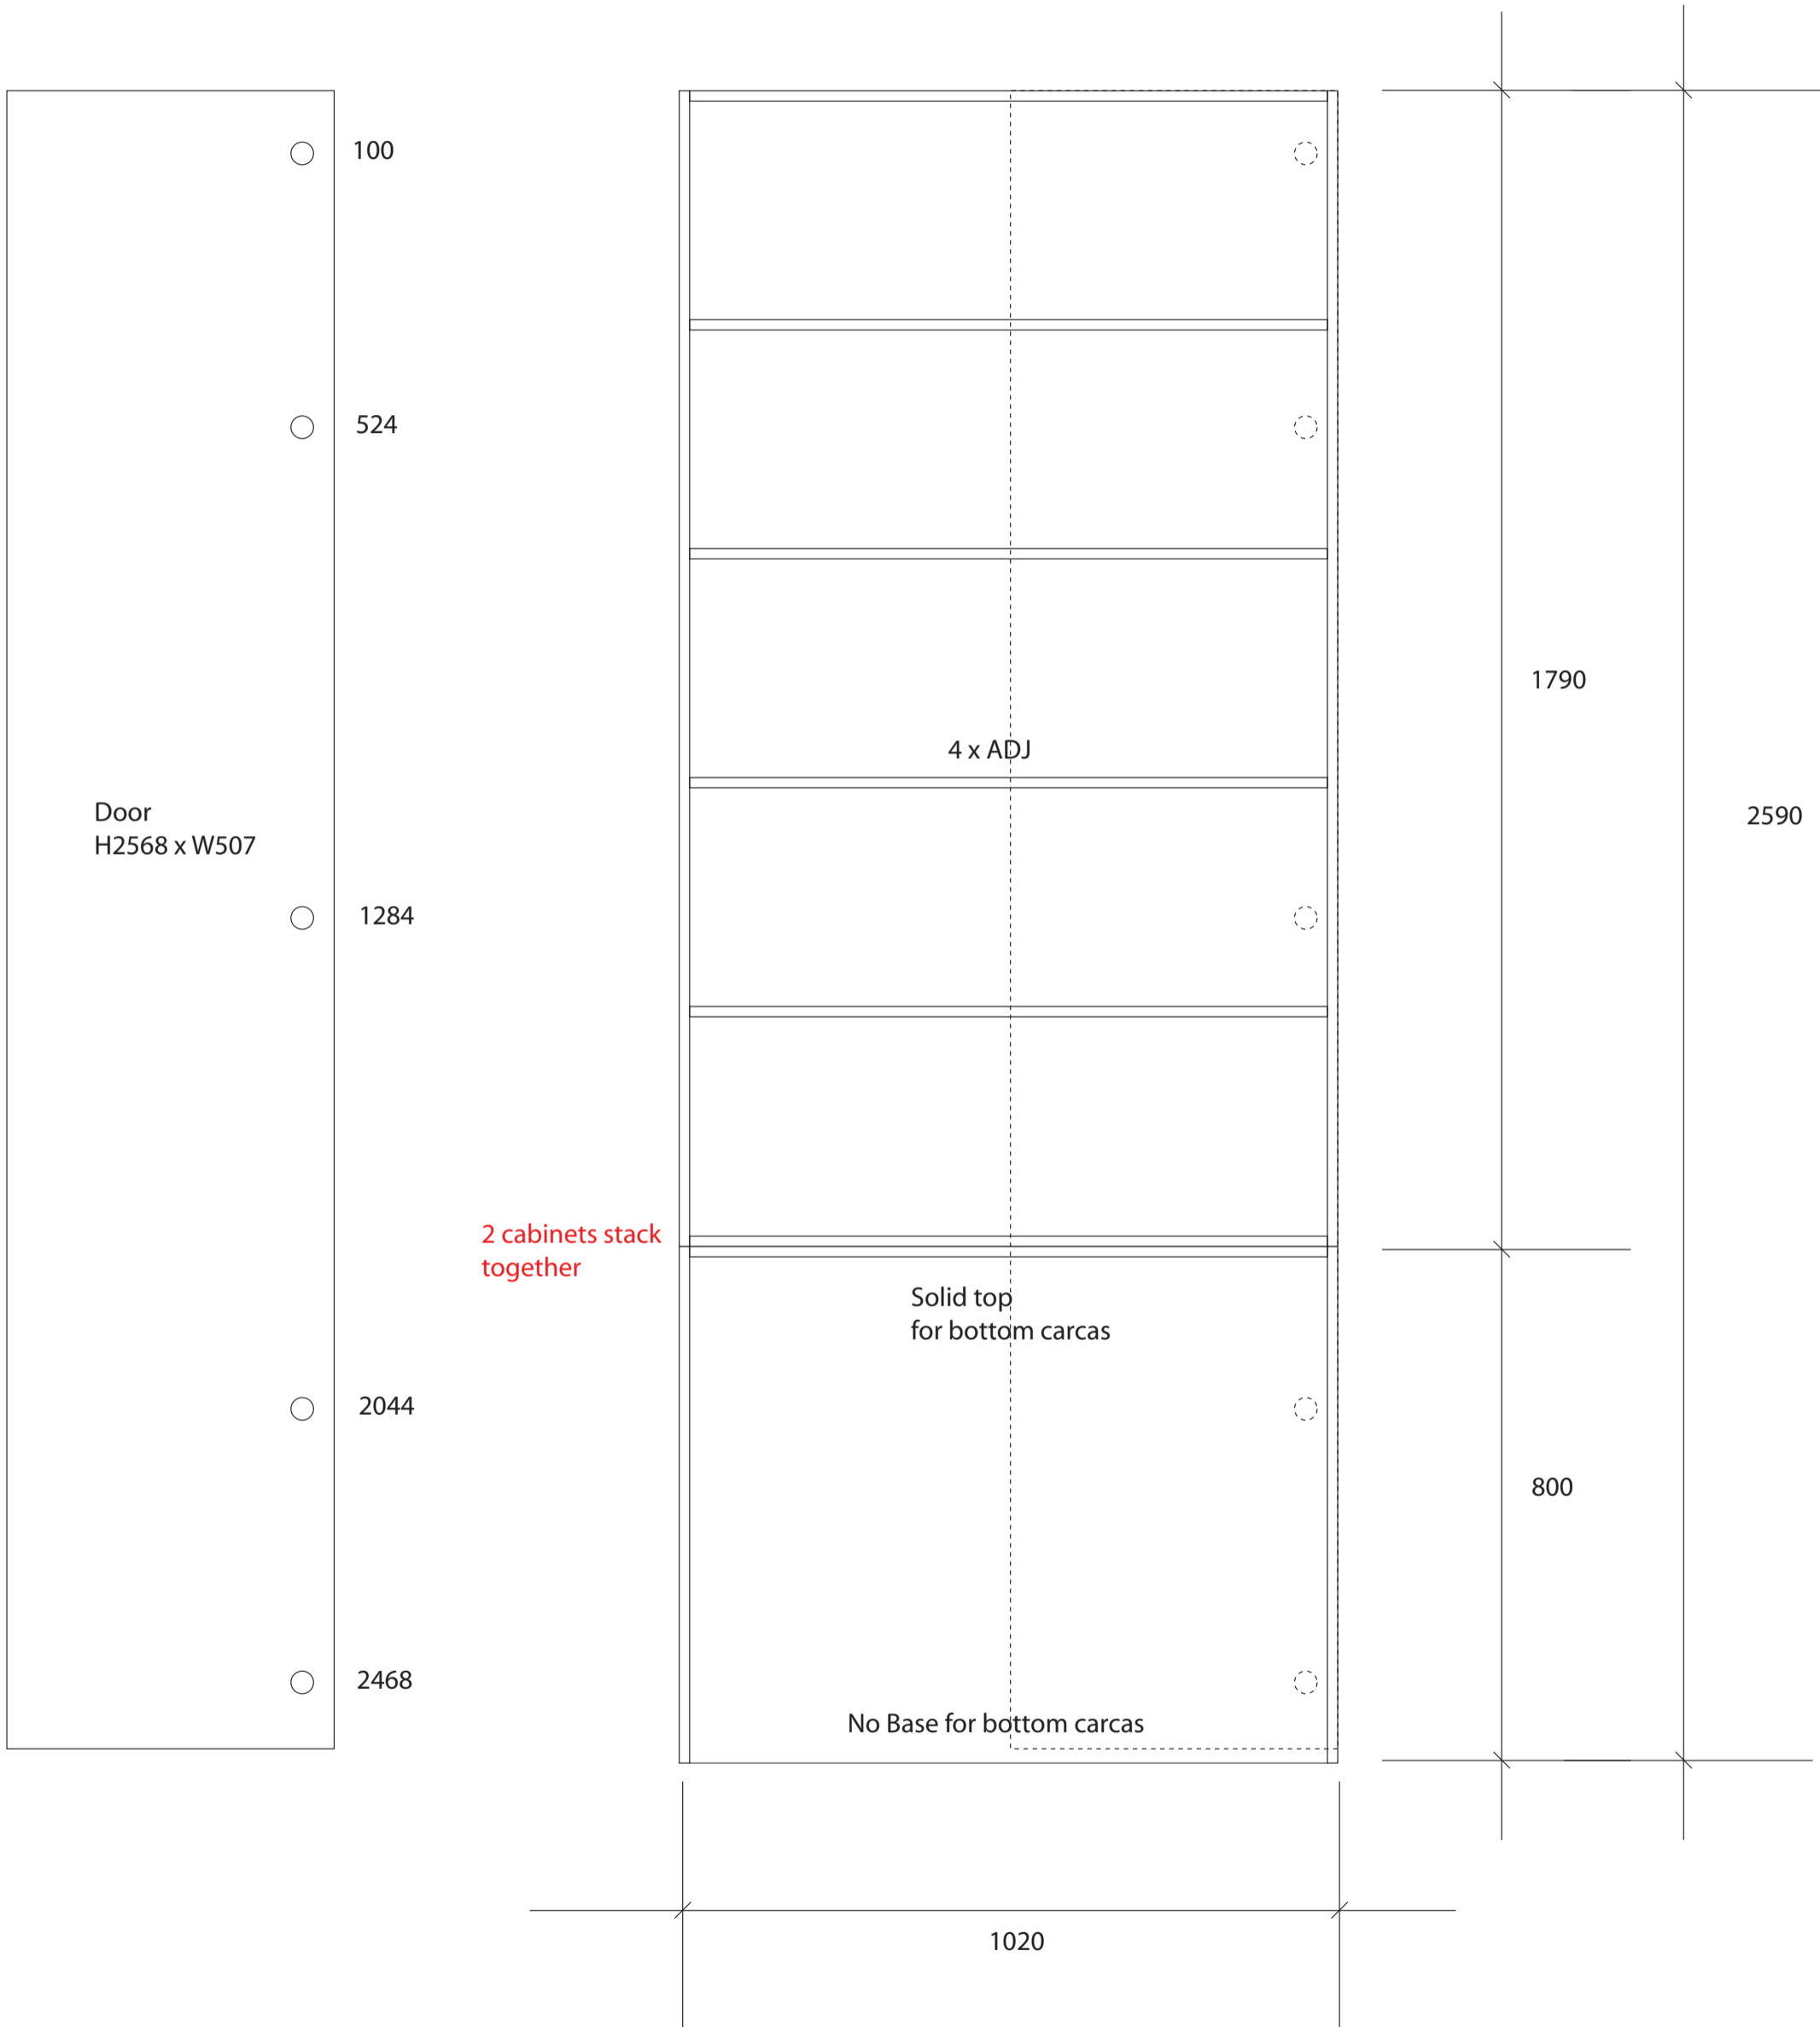 100
524
1790
4 x ADJ
Door
H2568 x W507
2590
1284
2 cabinets stack
together
Solid top
for bottom carcas
2044
800
2468
No Base for bottom carcas
1020